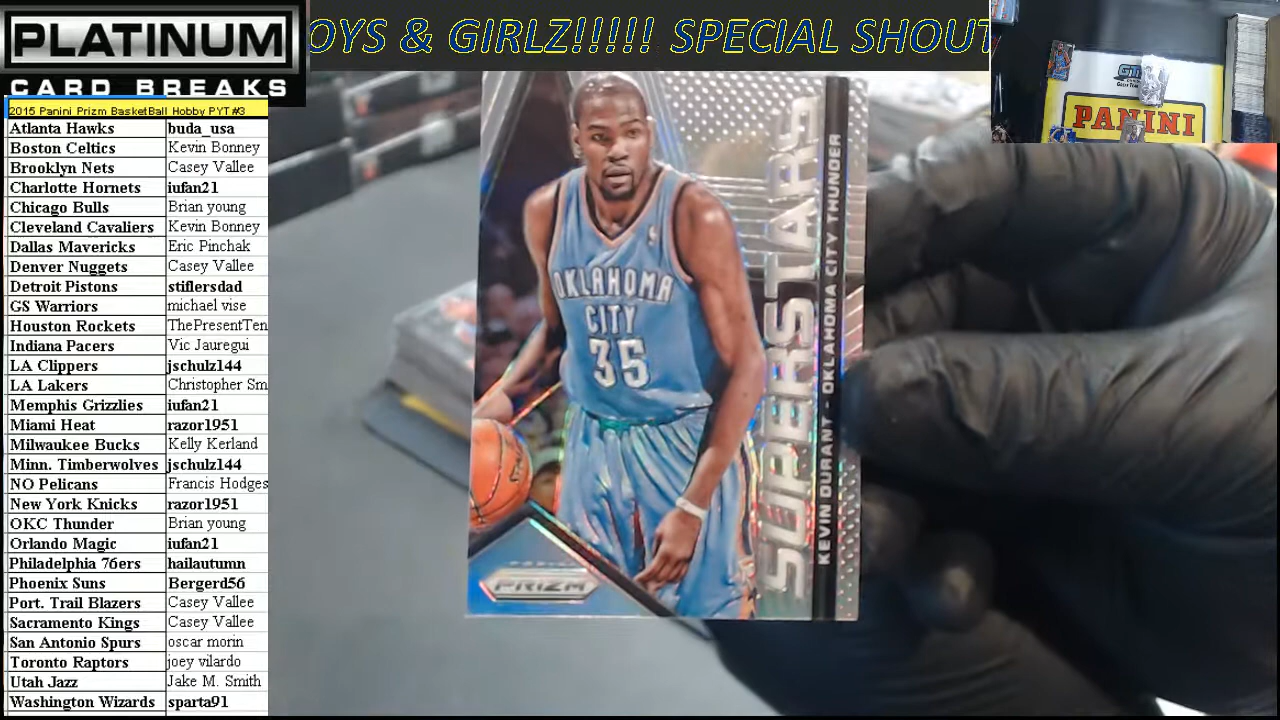 PLATINUM
CARD BREAKS
OYS & GIRLZ!!!!! SPECIAL SHOUT
2015 Panini Prizm BasketBall Hobby PYT #3
Atlanta Hawks buda_usa
Boston Celtics Kevin Bonney
Brooklyn Nets Casey Vallee
Charlotte Hornets iufan21
Chicago Bulls Brian young
Cleveland Cavaliers Kevin Bonney
Dallas Mavericks Eric Pinchak
Denver Nuggets Casey Vallee
Detroit Pistons stiflersdad
GS Warriors michael vise
Houston Rockets ThePresentTen
Indiana Pacers Vic Jauregui
LA Clippers jschulz144
LA Lakers Christopher Sm
Memphis Grizzlies iufan21
Miami Heat razor1951
Milwaukee Bucks Kelly Kerland
Minn. Timberwolves jschulz144
NO Pelicans Francis Hodges
New York Knicks razor1951
OKC Thunder Brian young
Orlando Magic iufan21
Philadelphia 76ers hailautumn
Phoenix Suns Bergerd56
Port. Trail Blazers Casey Vallee
Sacramento Kings Casey Vallee
San Antonio Spurs oscar morin
Toronto Raptors joey vilardo
Utah Jazz Jake M. Smith
Washington Wizards sparta91
OKLAHOMA
CITY
35
PRIZM
SUPERSTARS
KEVIN DURANT - OKLAHOMA CITY THUNDER
PANINI